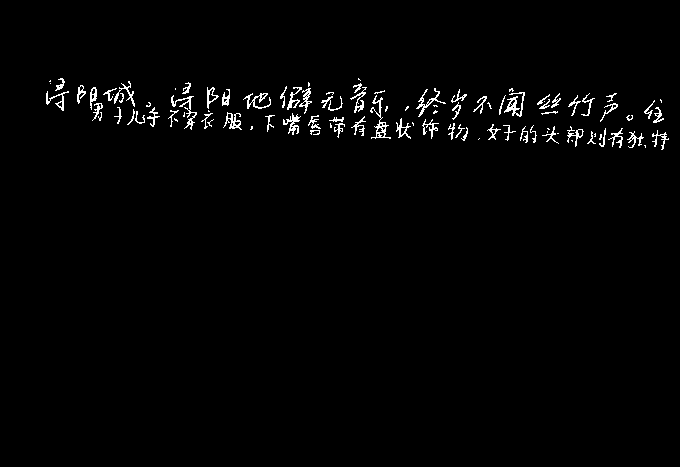 浔阳城。浔阳地僻无音乐,终岁不闻丝竹声。住
男子几乎不穿衣服,下嘴唇带有盘状饰物,女子的头部则有独特